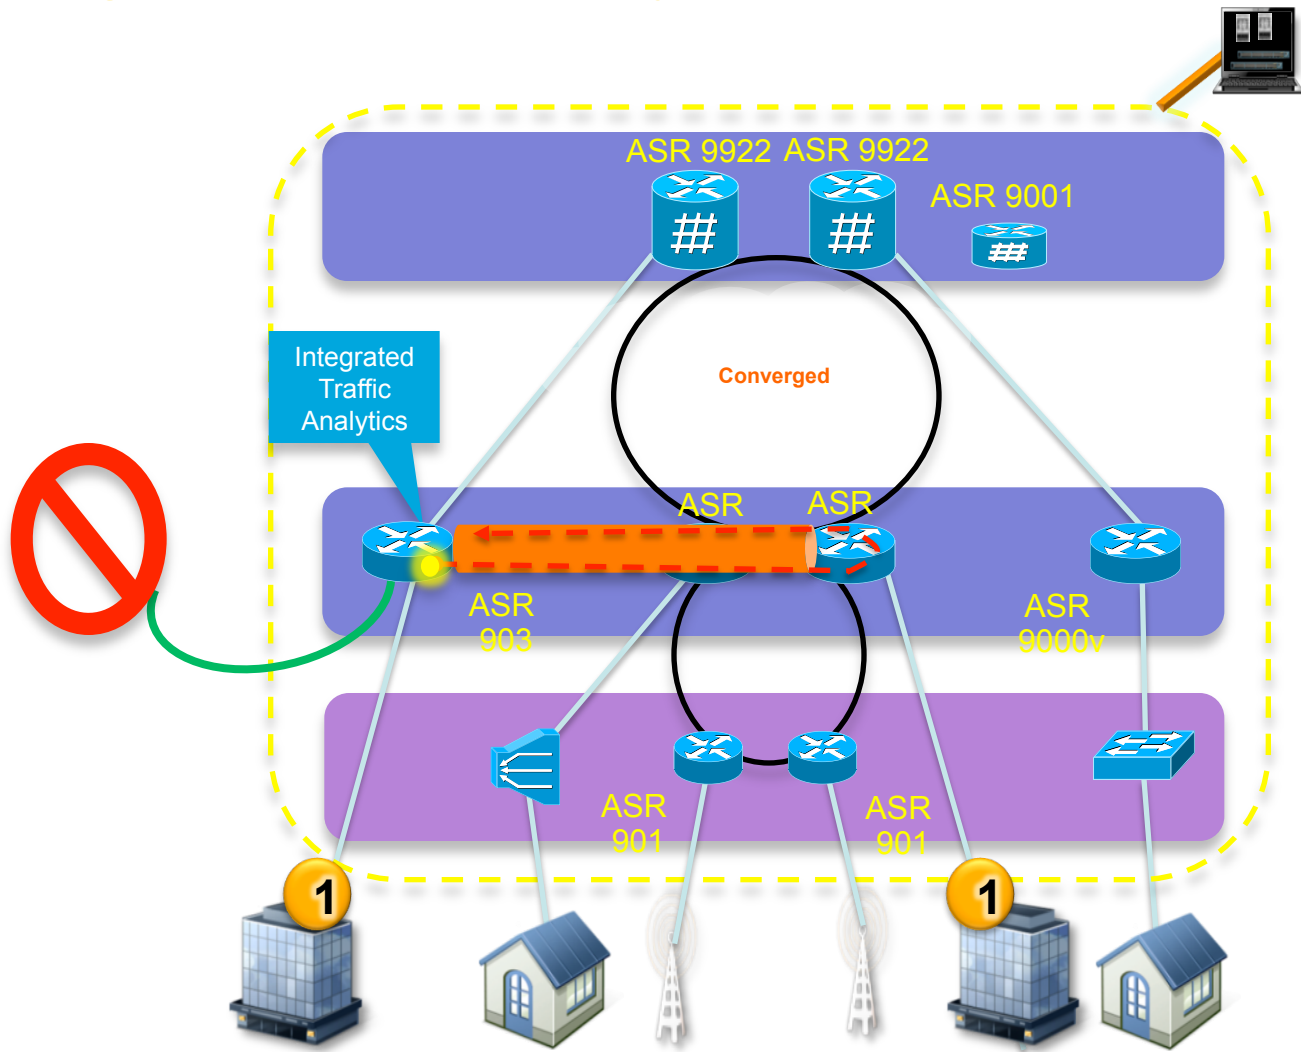 ASR 9922 ASR 9922
ASR 9001
Integrated
Traffic
Analytics
Converged
ASR
ASR
ASR
903
ASR
9000v
ASR
901
ASR
901
1
1